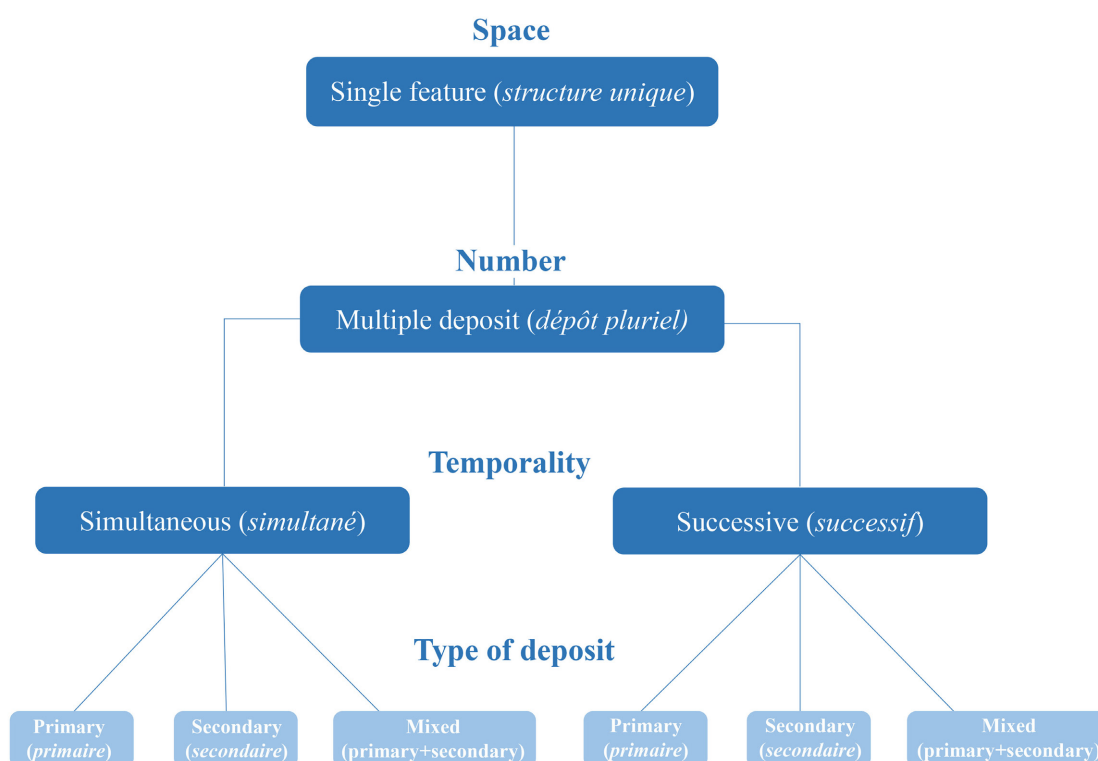 Space
Single feature (structure unique)
Number
Multiple deposit (dépôt pluriel)
Temporality
Simultaneous (simultané)
Successive (successif)
Type of deposit
Primary
(primaire)
Secondary
(secondaire)
Mixed
(primary+secondary)
Primary
(primaire)
Secondary
(secondaire)
Mixed
(primary+secondary)